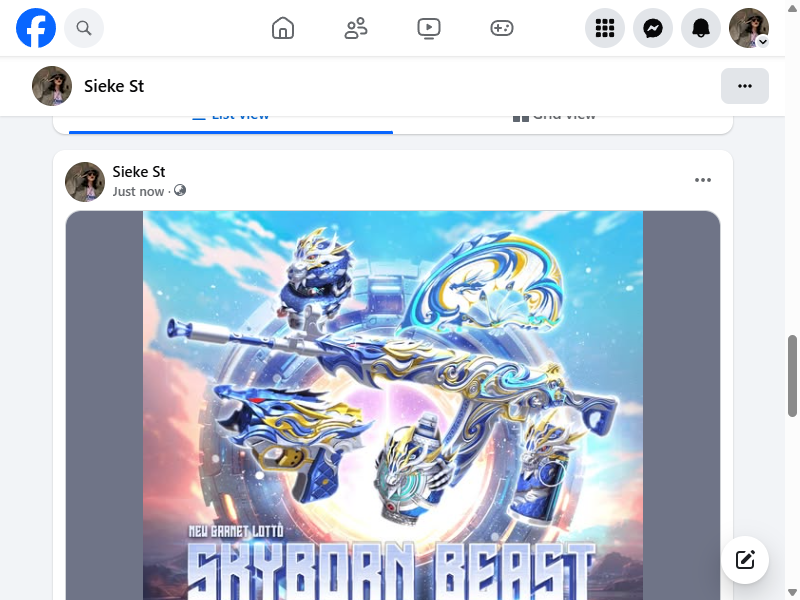 Sieke St
List view
Grid view
Sieke St
Just now ·
NEW GARNET LOTTO
SKYBORN BEAST